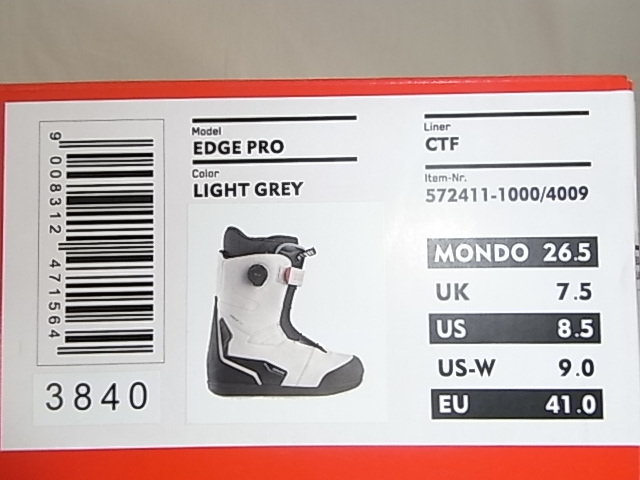 9 008312 471564
3840
Model
EDGE PRO
Color
LIGHT GREY
Liner
CTF
Item-Nr.
572411-1000/4009
MONDO 26.5
UK 7.5
US 8.5
US-W 9.0
EU 41.0